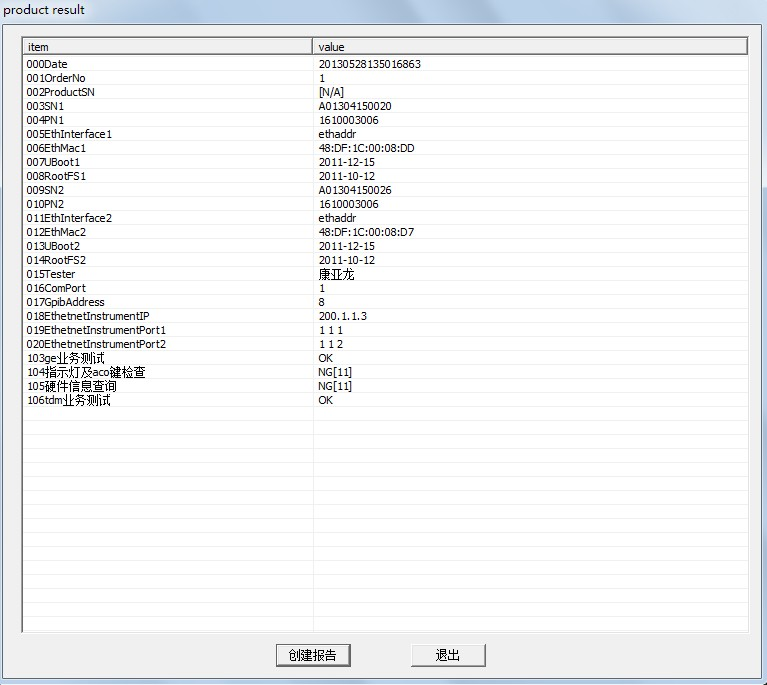 product result
item value
000Date 20130528135016863
001OrderNo 1
002ProductSN [N/A]
003SN1 A01304150020
004PN1 1610003006
005EthInterface1 ethaddr
006EthMac1 48:DF:1C:00:08:DD
007UBoot1 2011-12-15
008RootFS1 2011-10-12
009SN2 A01304150026
010PN2 1610003006
011EthInterface2 ethaddr
012EthMac2 48:DF:1C:00:08:D7
013UBoot2 2011-12-15
014RootFS2 2011-10-12
015Tester 康亚龙
016ComPort 1
017GpibAddress 8
018EthetnetInstrumentIP 200.1.1.3
019EthetnetInstrumentPort1 1 1 1
020EthetnetInstrumentPort2 1 1 2
103ge业务测试 OK
104指示灯及aco键检查 NG[11]
105硬件信息查询 NG[11]
106tdm业务测试 OK
创建报告 退出